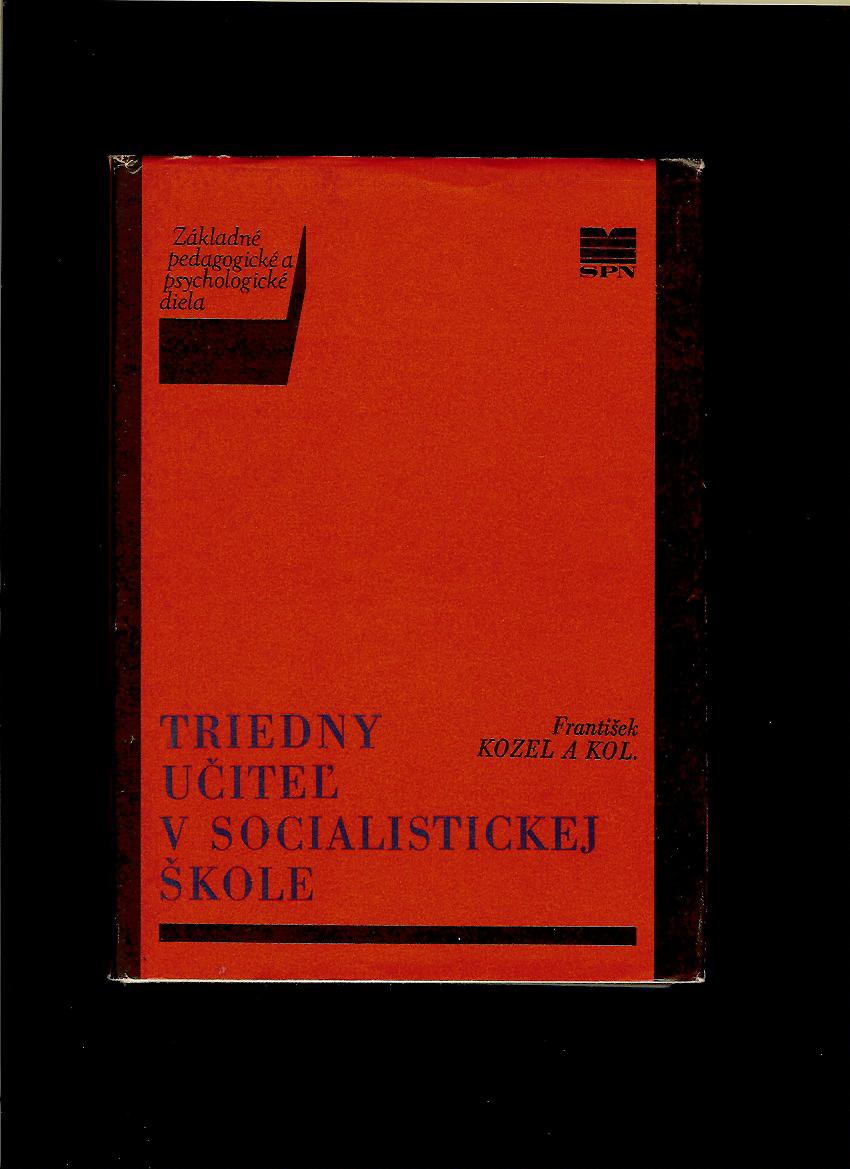 Základné
pedagogické a
psychologické
diela
SPN
František
KOZEL A KOL.
TRIEDNY
UČITEĽ
V SOCIALISTICKEJ
ŠKOLE